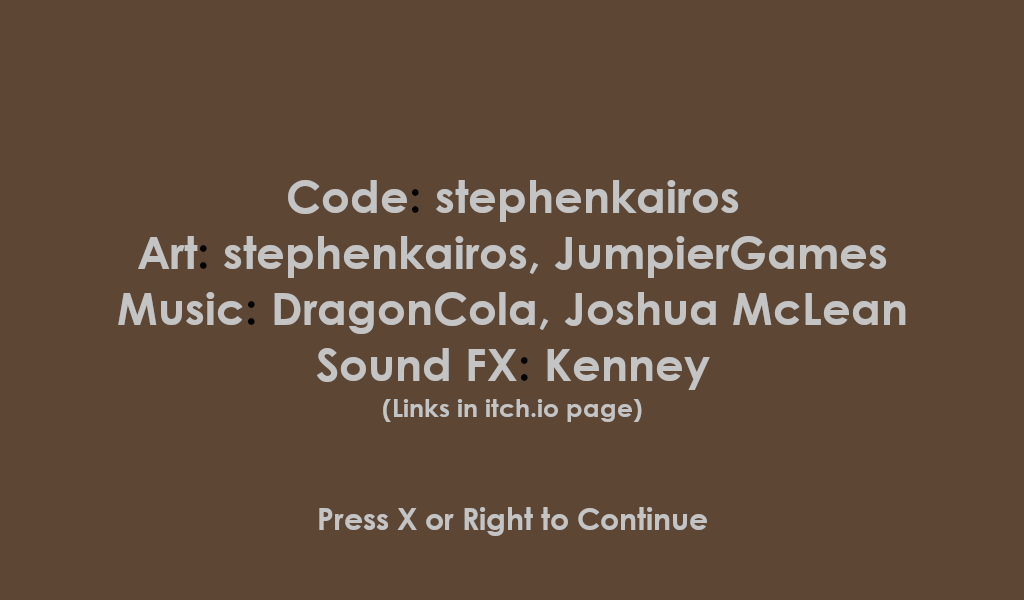 Code: stephenkairos
Art: stephenkairos, JumpierGames
Music: DragonCola, Joshua McLean
Sound FX: Kenney
(Links in itch.io page)
Press X or Right to Continue